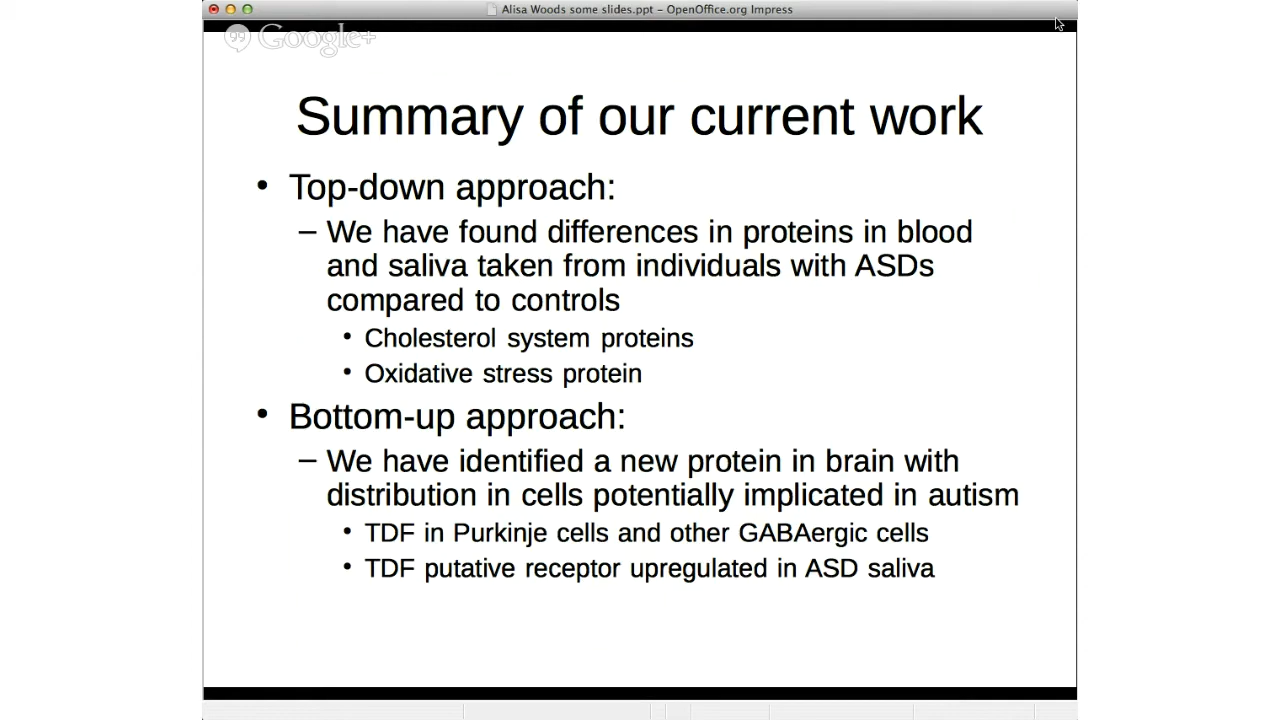 Alisa Woods some slides.ppt – OpenOffice.org Impress
Google+
Summary of our current work
• Top-down approach:
– We have found differences in proteins in blood
and saliva taken from individuals with ASDs
compared to controls
• Cholesterol system proteins
• Oxidative stress protein
• Bottom-up approach:
– We have identified a new protein in brain with
distribution in cells potentially implicated in autism
• TDF in Purkinje cells and other GABAergic cells
• TDF putative receptor upregulated in ASD saliva